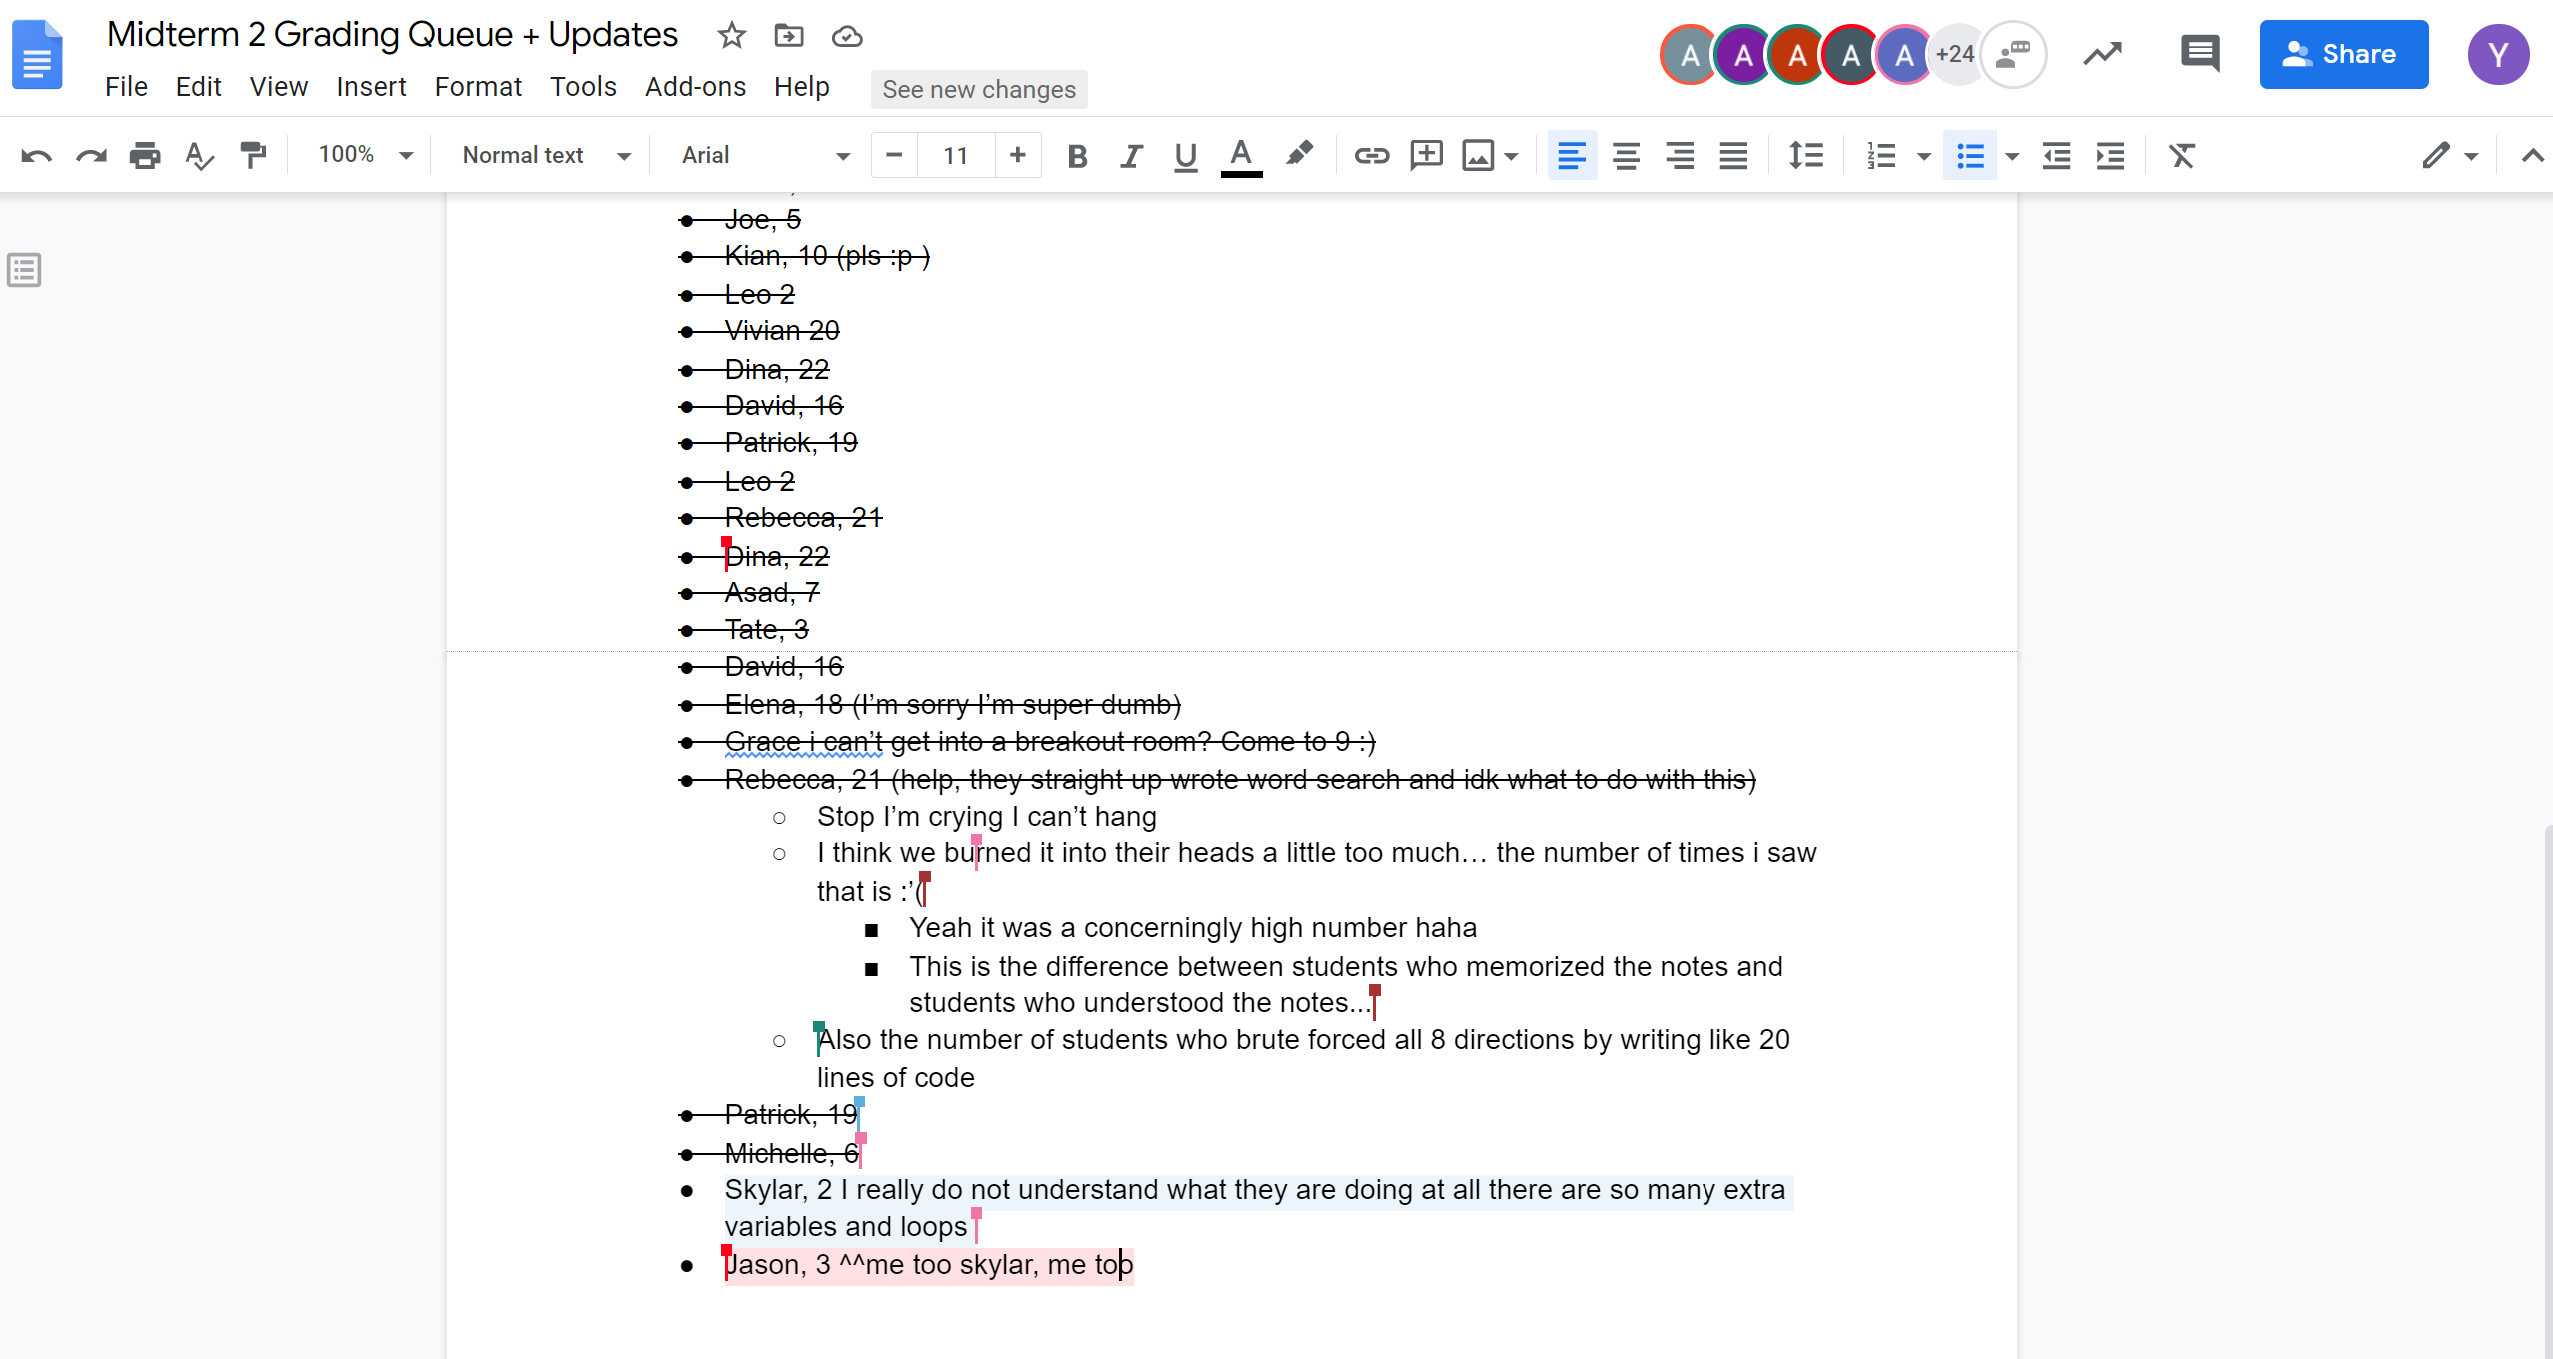 Midterm 2 Grading Queue + Updates
File Edit View Insert Format Tools Add-ons Help See new changes
A A A A A +24 Share Y
100% Normal text Arial 11
Joe, 5
Kian, 10 (pls :p )
Leo 2
Vivian 20
Dina, 22
David, 16
Patrick, 19
Leo 2
Rebecca, 21
Dina, 22
Asad, 7
Tate, 3
David, 16
Elena, 18 (I’m sorry I’m super dumb)
Grace i can’t get into a breakout room? Come to 9 :)
Rebecca, 21 (help, they straight up wrote word search and idk what to do with this)
Stop I’m crying I can’t hang
I think we burned it into their heads a little too much… the number of times i saw
that is :’(
Yeah it was a concerningly high number haha
This is the difference between students who memorized the notes and
students who understood the notes...
Also the number of students who brute forced all 8 directions by writing like 20
lines of code
Patrick, 19
Michelle, 6
Skylar, 2 I really do not understand what they are doing at all there are so many extra
variables and loops
Jason, 3 ^^me too skylar, me too